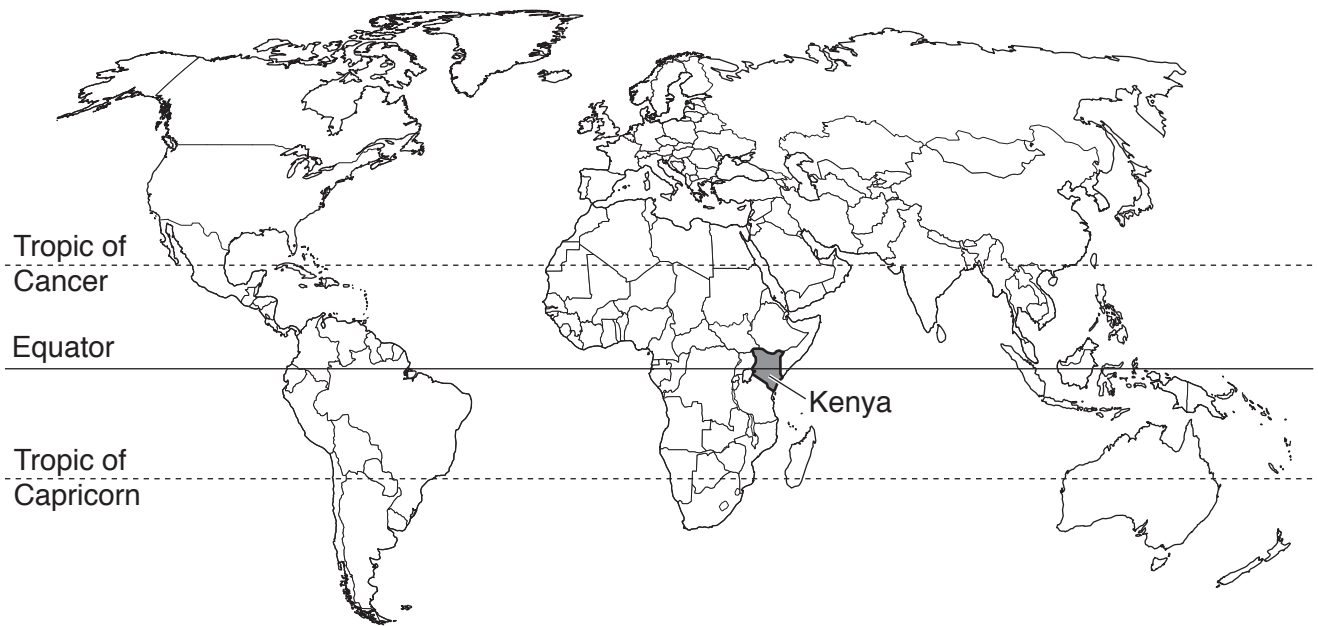 Tropic of
Cancer
Equator
Kenya
Tropic of
Capricorn